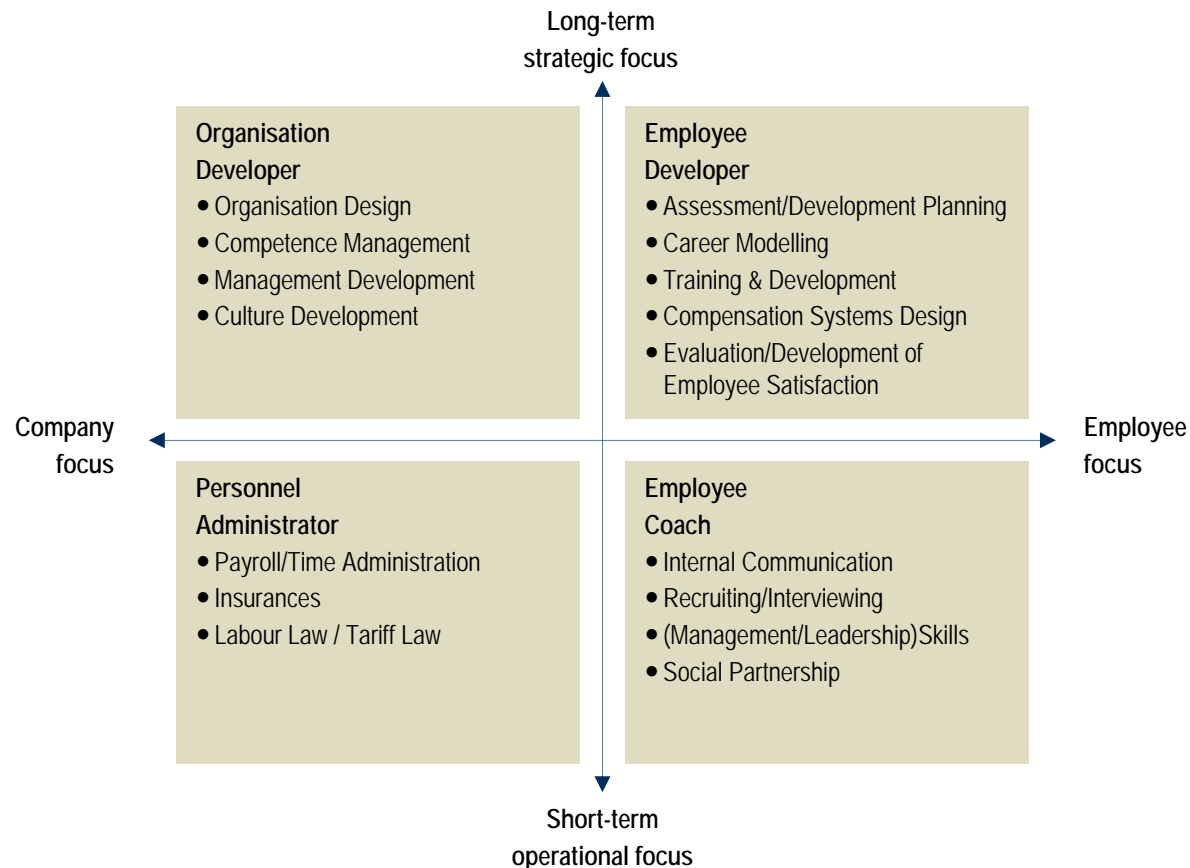 Long-term
strategic focus
Organisation
Developer
• Organisation Design
• Competence Management
• Management Development
• Culture Development
Employee
Developer
• Assessment/Development Planning
• Career Modelling
• Training & Development
• Compensation Systems Design
• Evaluation/Development of
Employee Satisfaction
Company
focus
Employee
focus
Personnel
Administrator
• Payroll/Time Administration
• Insurances
• Labour Law / Tariff Law
Employee
Coach
• Internal Communication
• Recruiting/Interviewing
• (Management/Leadership)Skills
• Social Partnership
Short-term
operational focus